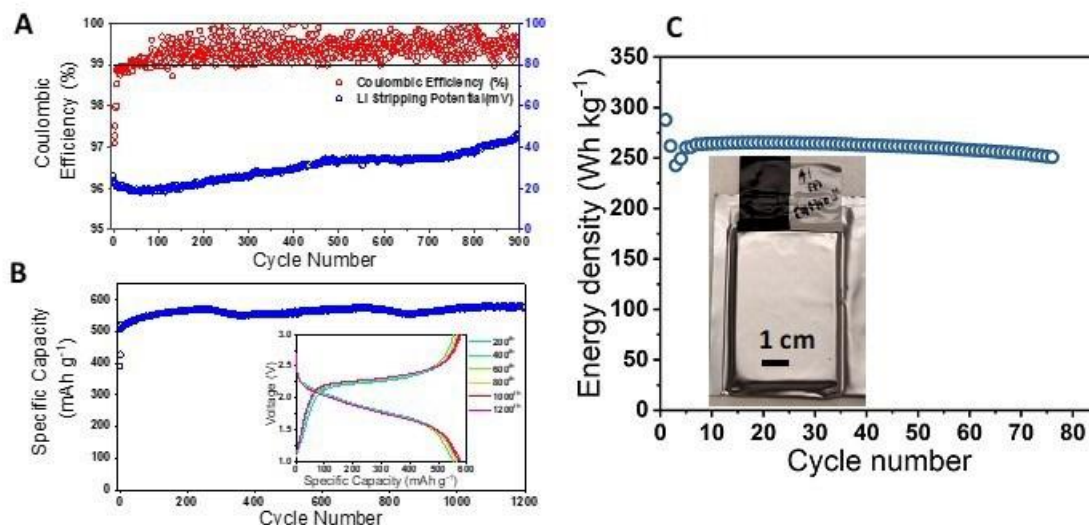 A
Coulombic
Efficiency (%)
100
99
98
97
96
95
100
80
60
40
20
0
Coulombic Efficiency (%)
LI Stripping Potential(mV)
0 100 200 300 400 500 600 700 800 900
Cycle Number
B
Specific Capacity
(mAh g⁻¹)
600
500
400
300
200
100
0
Voltage (V)
3.0
2.5
2.0
1.5
1.0
200th
400th
600th
800th
1000th
1200th
0 100 200 300 400 500 600
Specific Capacity (mAh g⁻¹)
0 200 400 600 800 1000 1200
Cycle Number
C
Energy density (Wh kg⁻¹)
350
300
250
200
150
100
50
0
1 cm
0 10 20 30 40 50 60 70 80
Cycle number